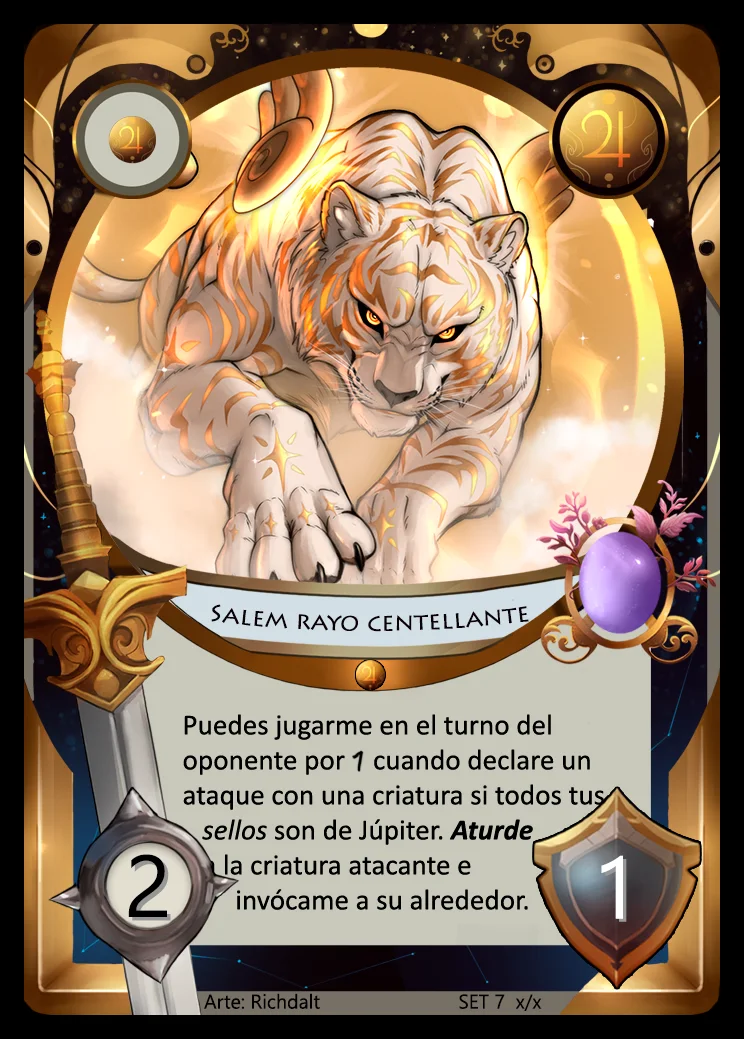 ♃
♃
SALEM RAYO CENTELLANTE
♃
Puedes jugarme en el turno del
oponente por 1 cuando declare un
ataque con una criatura si todos tus
sellos son de Júpiter. Aturde
a la criatura atacante e
invócame a su alrededor.
2
1
Arte: Richdalt SET 7 x/x